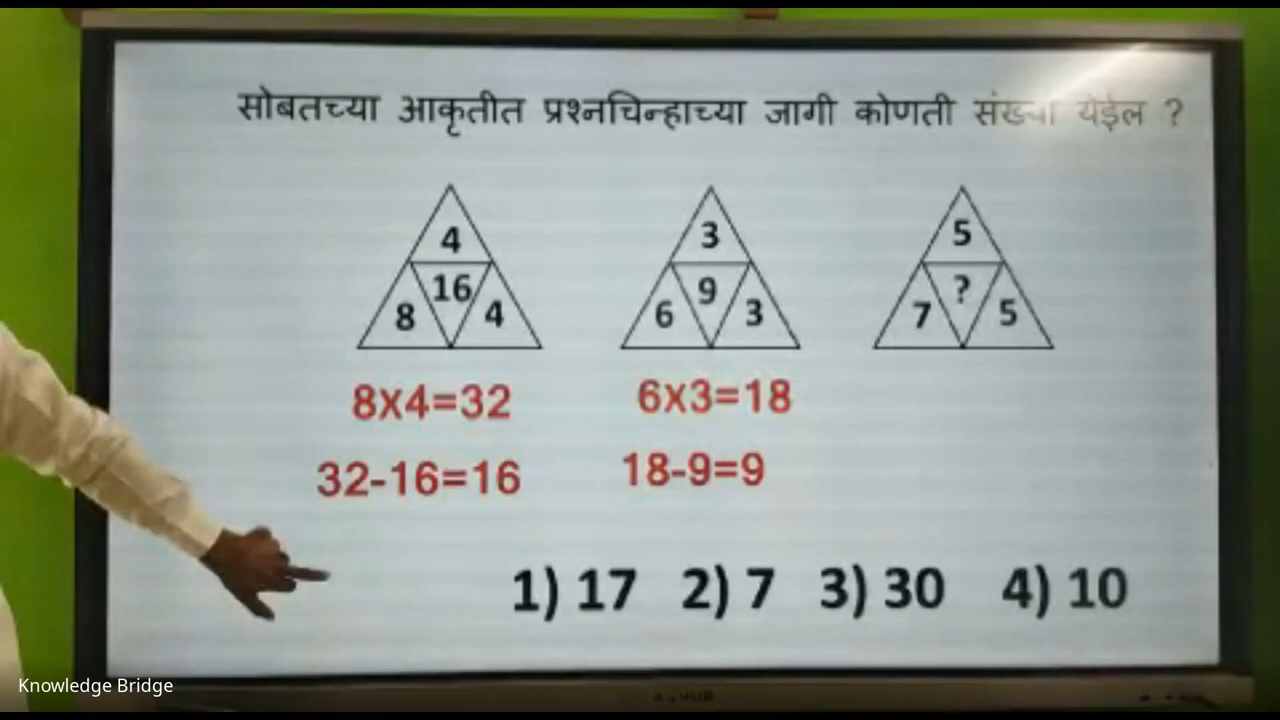 सोबतच्या आकृतीत प्रश्नचिन्हाच्या जागी कोणती संख्या येईल ?
4 3 5
8 16 4 6 9 3 7 ? 5
8x4=32 6x3=18
32-16=16 18-9=9
1) 17 2) 7 3) 30 4) 10
Knowledge Bridge